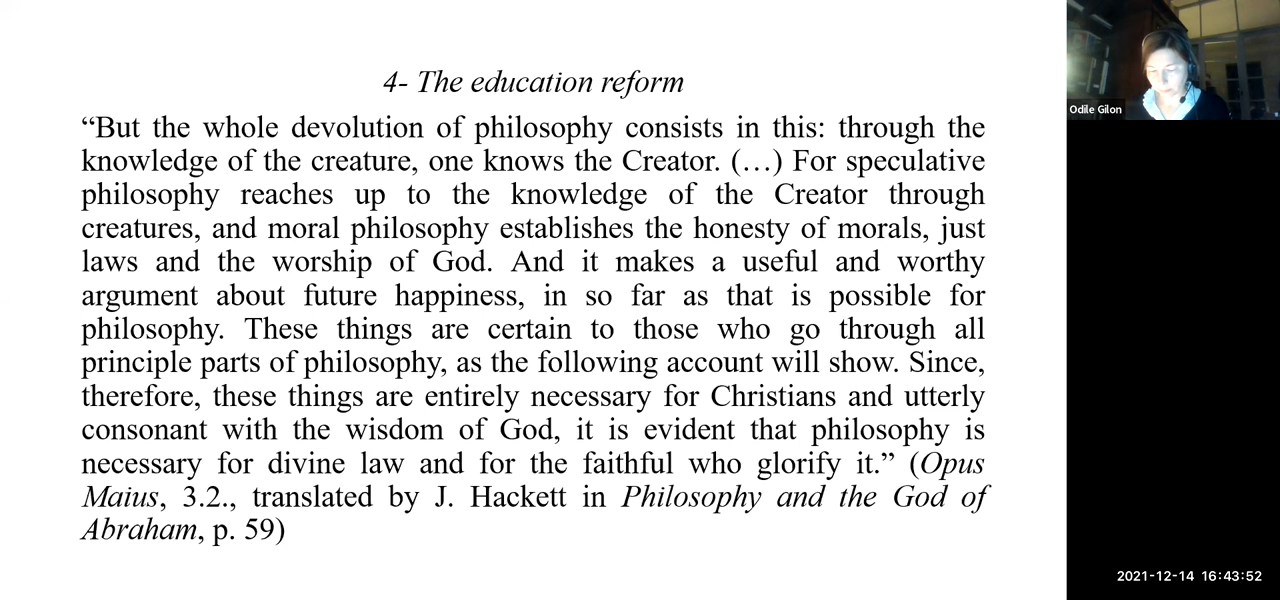 4- The education reform
“But the whole devolution of philosophy consists in this: through the
knowledge of the creature, one knows the Creator. (…) For speculative
philosophy reaches up to the knowledge of the Creator through
creatures, and moral philosophy establishes the honesty of morals, just
laws and the worship of God. And it makes a useful and worthy
argument about future happiness, in so far as that is possible for
philosophy. These things are certain to those who go through all
principle parts of philosophy, as the following account will show. Since,
therefore, these things are entirely necessary for Christians and utterly
consonant with the wisdom of God, it is evident that philosophy is
necessary for divine law and for the faithful who glorify it.” (Opus
Maius, 3.2., translated by J. Hackett in Philosophy and the God of
Abraham, p. 59)
Odile Gilon
2021-12-14 16:43:52